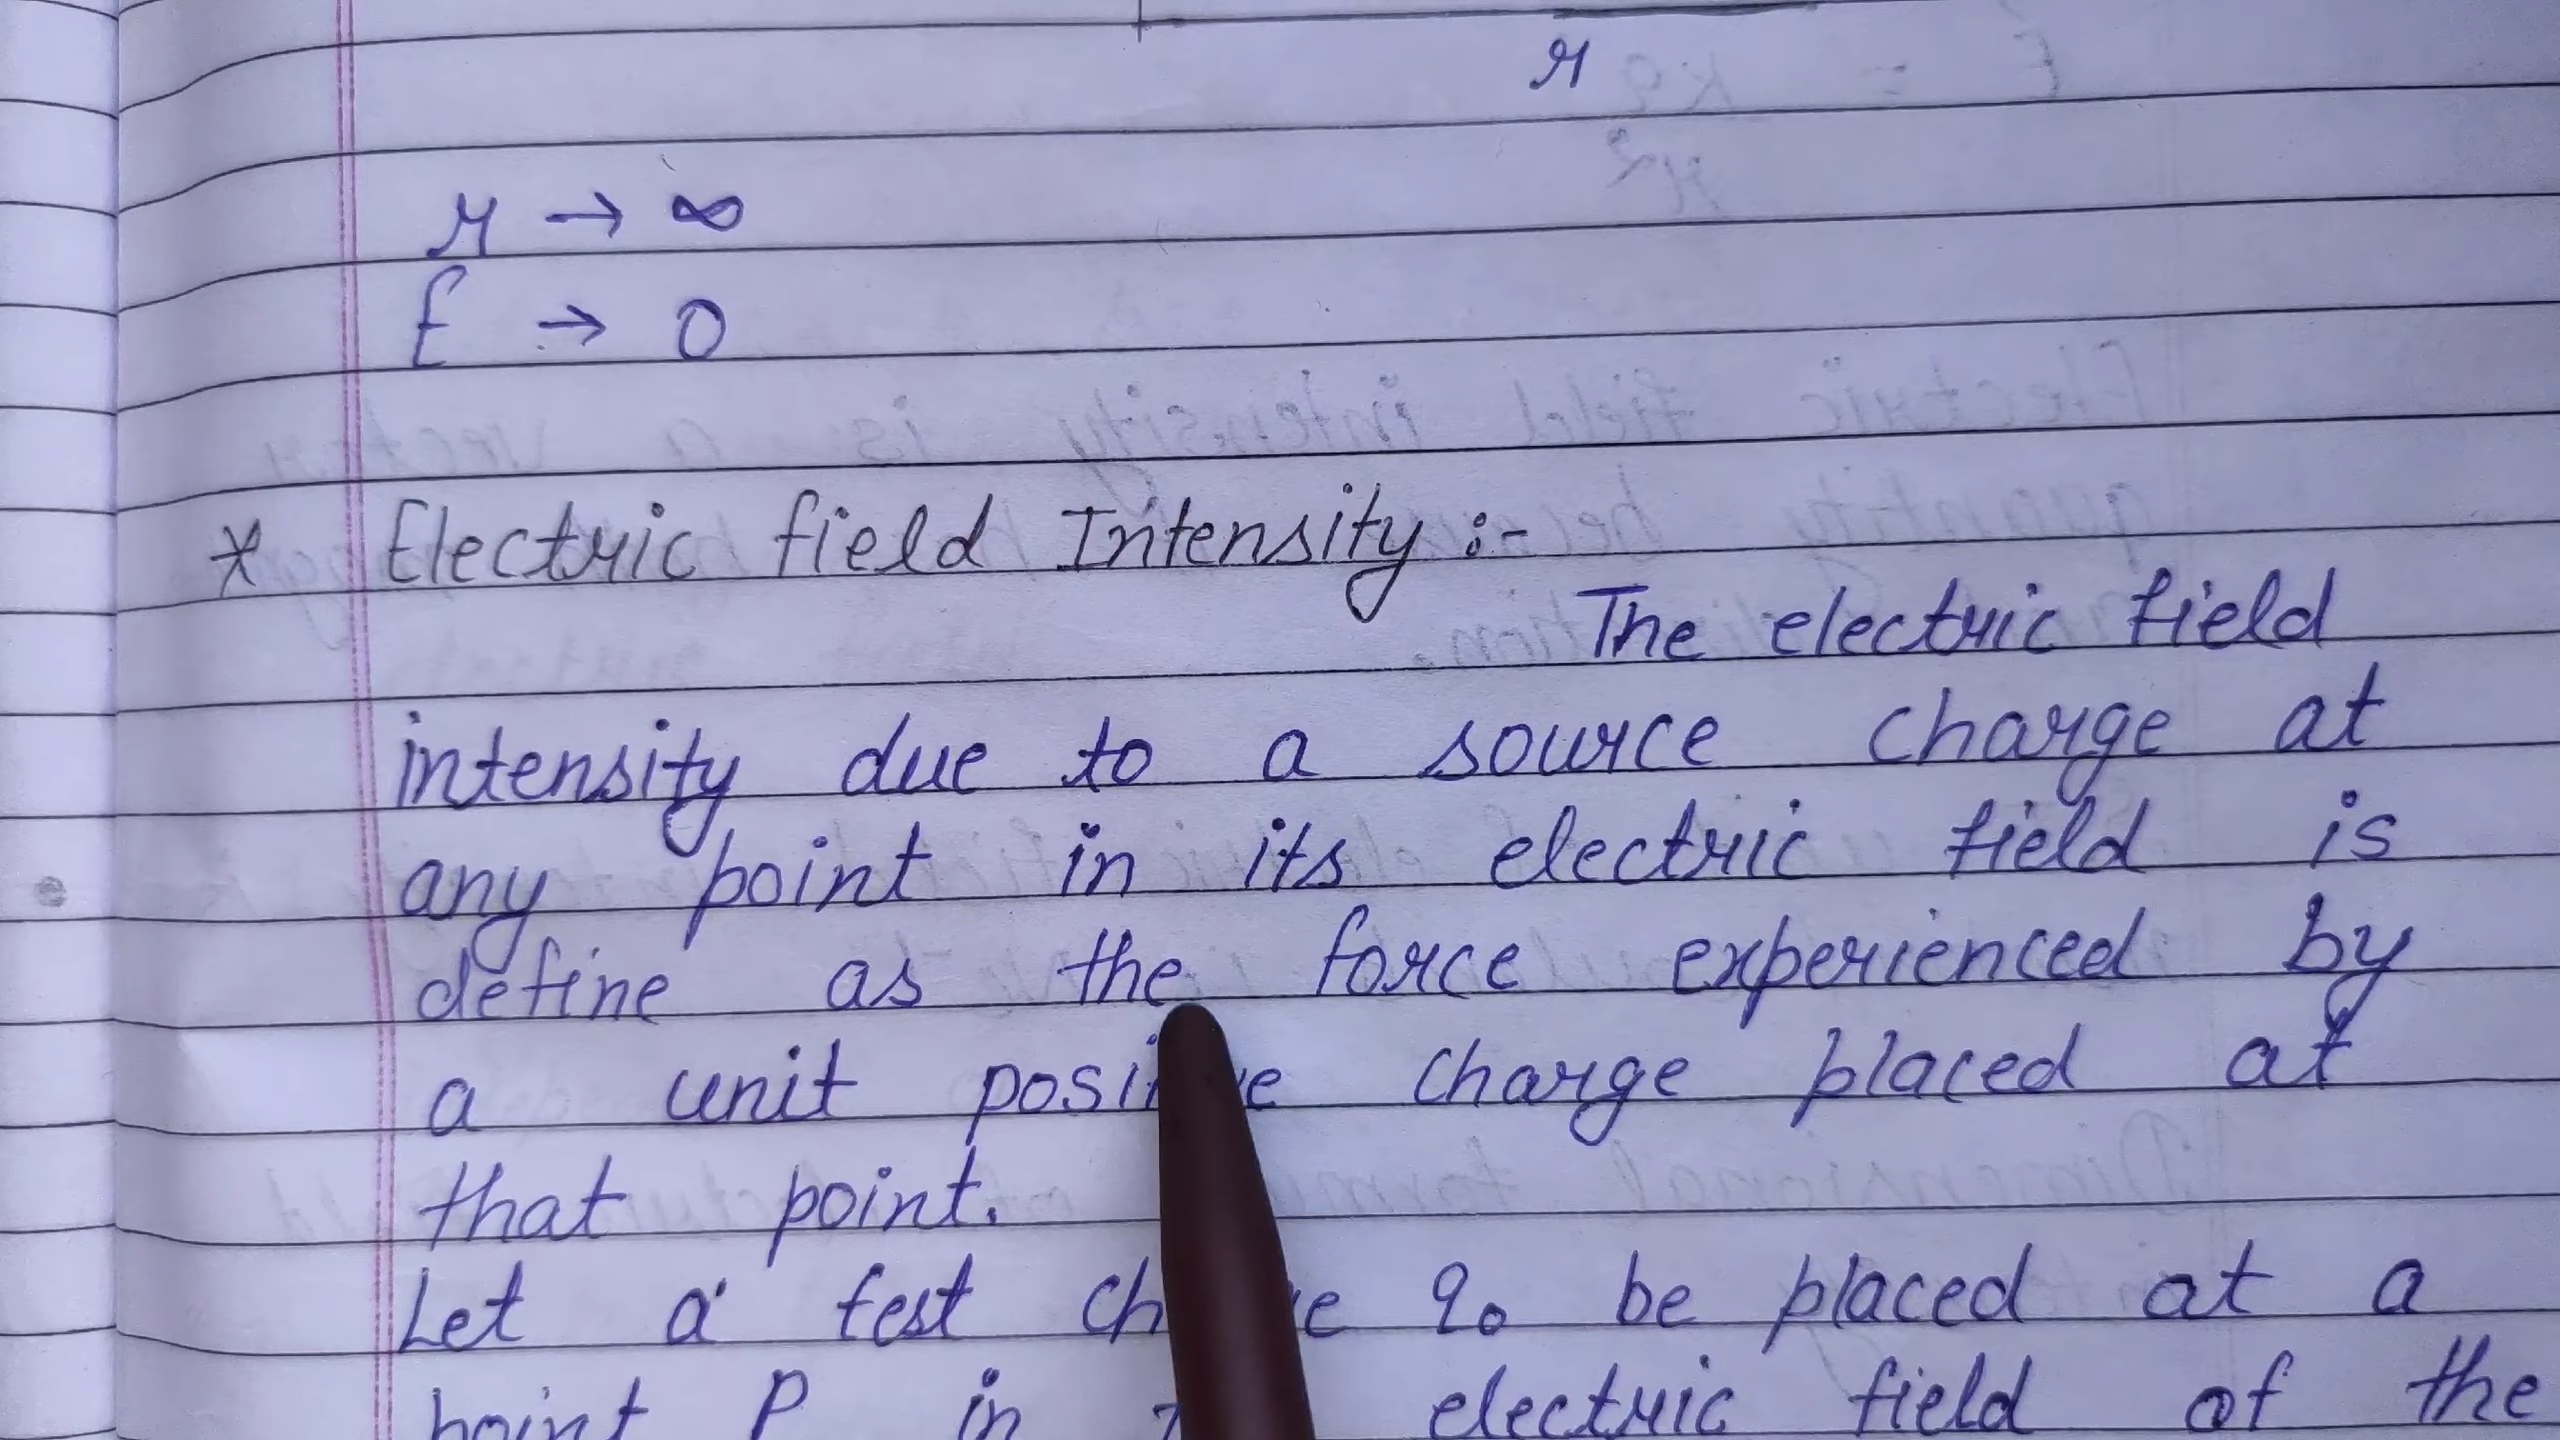 r
r → ∞
E → 0
* Electric field Intensity :-
The electric field
intensity due to a source charge at
any point in its electric field is
define as the force experienced by
a unit charge placed at
that point.
Let a test q₀ be placed at a
point P in electric field of the